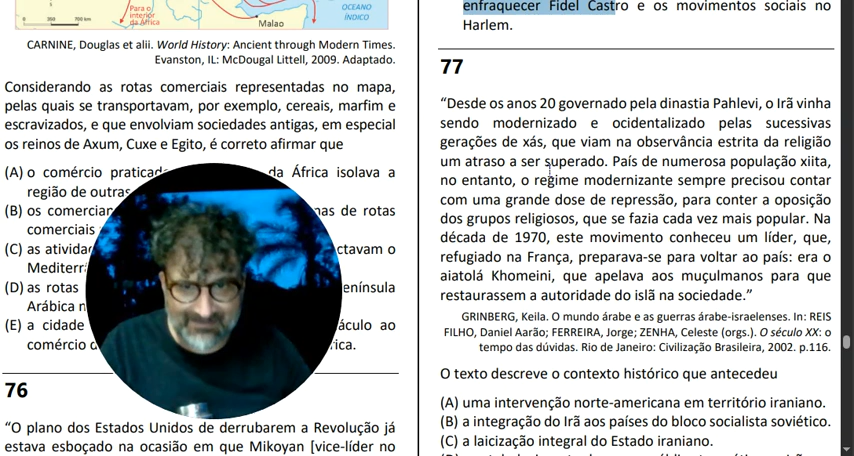 Para o
interior
da África
Malao
OCEANO
ÍNDICO
0 350 700 km
CARNINE, Douglas et alii. World History: Ancient through Modern Times.
Evanston, IL: McDougal Littell, 2009. Adaptado.
Considerando as rotas comerciais representadas no mapa,
pelas quais se transportavam, por exemplo, cereais, marfim e
escravizados, e que envolviam sociedades antigas, em especial
os reinos de Axum, Cuxe e Egito, é correto afirmar que
(A) o comércio da África isolava a
região de outras
(B) os de rotas
comerciais
(C) as o
(D) as rotas
Arábica
(E) a cidade ao
comércio
76
“O plano dos Estados Unidos de derrubarem a Revolução já
estava esboçado na ocasião em que Mikoyan [vice-líder no
enfraquecer Fidel Castro e os movimentos sociais no
Harlem.
77
“Desde os anos 20 governado pela dinastia Pahlevi, o Irã vinha
sendo modernizado e ocidentalizado pelas sucessivas
gerações de xás, que viam na observância estrita da religião
um atraso a ser superado. País de numerosa população xiita,
no entanto, o regime modernizante sempre precisou contar
com uma grande dose de repressão, para conter a oposição
dos grupos religiosos, que se fazia cada vez mais popular. Na
década de 1970, este movimento conheceu um líder, que,
refugiado na França, preparava-se para voltar ao país: era o
aiatolá Khomeini, que apelava aos muçulmanos para que
restaurassem a autoridade do islã na sociedade.”
GRINBERG, Keila. O mundo árabe e as guerras árabe-israelenses. In: REIS
FILHO, Daniel Aarão; FERREIRA, Jorge; ZENHA, Celeste (orgs.). O século XX: o
tempo das dúvidas. Rio de Janeiro: Civilização Brasileira, 2002. p.116.
O texto descreve o contexto histórico que antecedeu
(A) uma intervenção norte-americana em território iraniano.
(B) a integração do Irã aos países do bloco socialista soviético.
(C) a laicização integral do Estado iraniano.